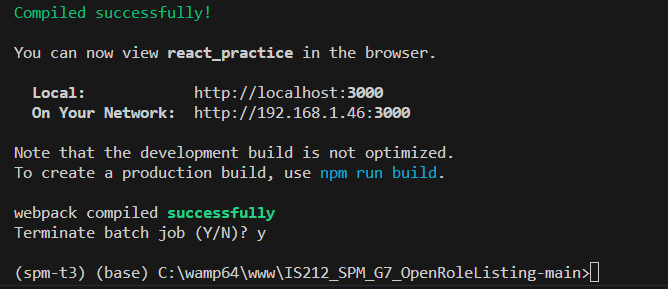 Compiled successfully!
You can now view react_practice in the browser.
Local: http://localhost:3000
On Your Network: http://192.168.1.46:3000
Note that the development build is not optimized.
To create a production build, use npm run build.
webpack compiled successfully
Terminate batch job (Y/N)? y
(spm-t3) (base) C:\wamp64\www\IS212_SPM_G7_OpenRoleListing-main>